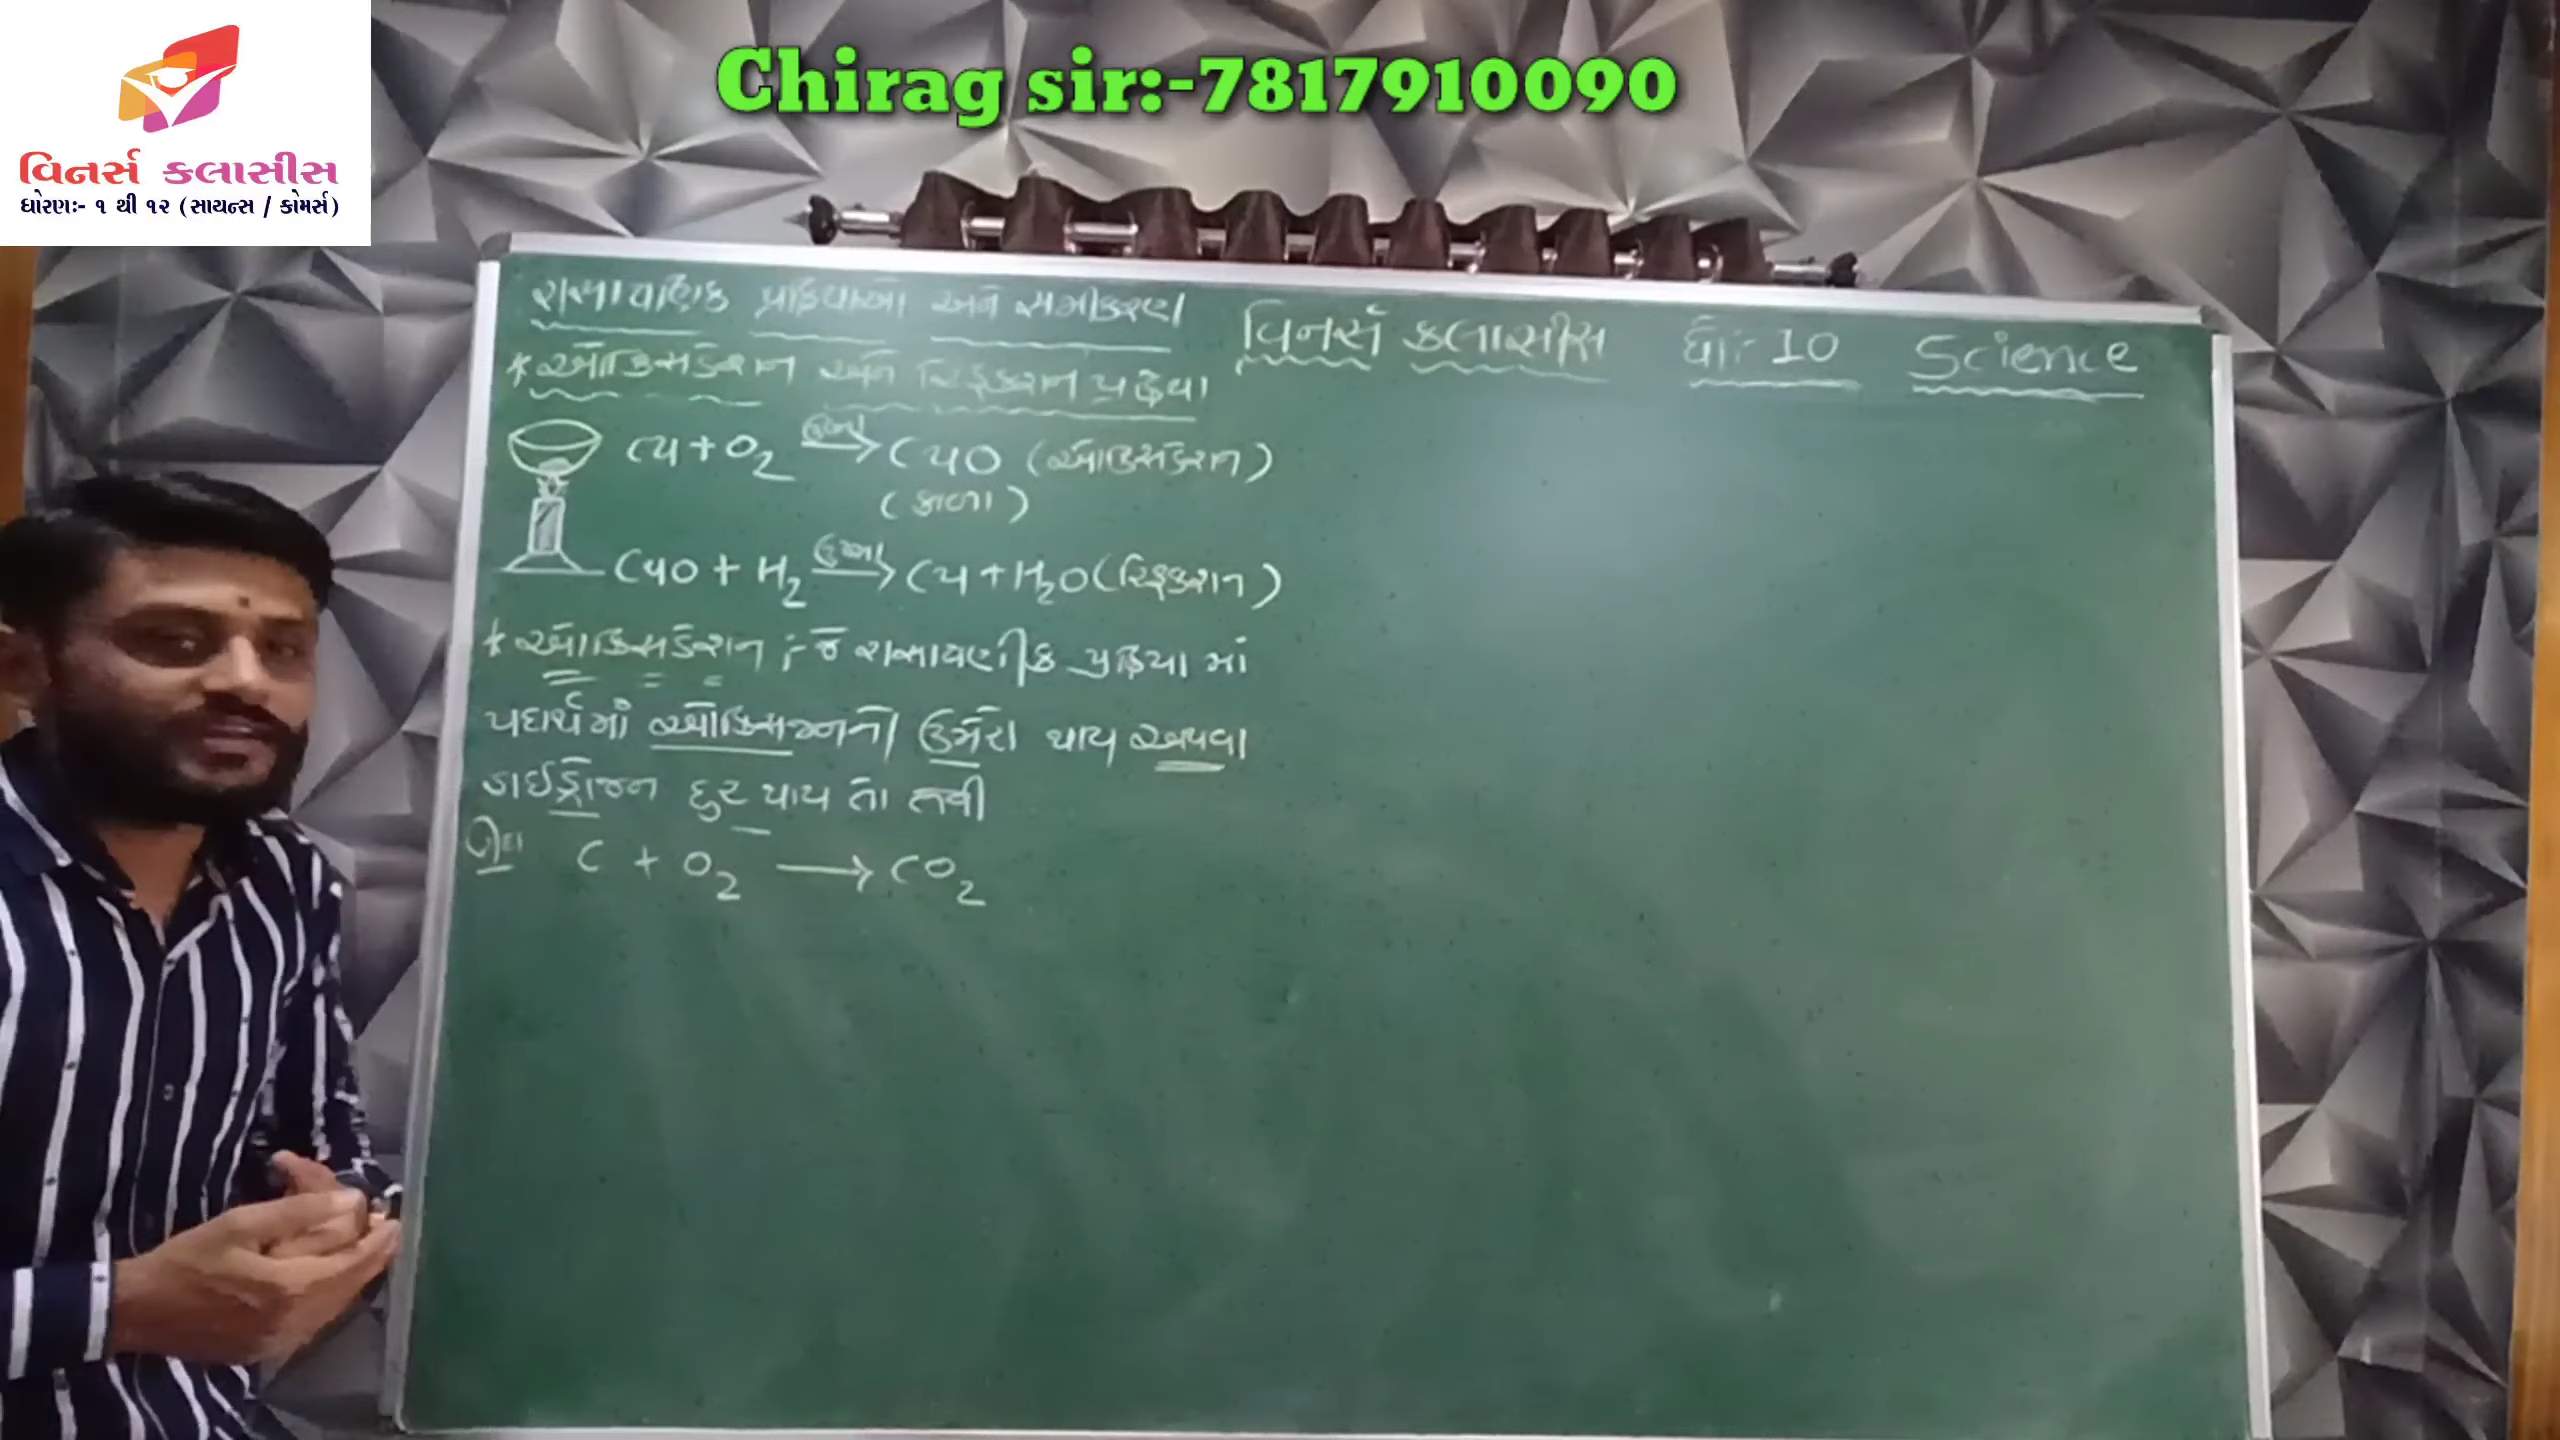 Chirag sir:-7817910090
વિનર્સ કલાસીસ
ધોરણઃ- ૧ થી ૧૨ (સાયન્સ / કોમર્સ)
રાસાયણિક પ્રક્રિયાઓ અને સમીકરણ
વિનર્સ કલાસીસ ધોઃ- 10 Science
* ઓક્સિડેશન અને રિડક્શન પ્રક્રિયા
Cu + O₂ ⟶ CuO (ઓક્સિડેશન)
(કાળા)
CuO + H₂ ⟶ Cu + H₂O (રિડક્શન)
* ઓક્સિડેશન :- જે રાસાયણીક પ્રક્રિયા માં
પદાર્થમાં ઓક્સિજનનો ઉમેરો થાય અથવા
હાઈડ્રોજન દુર થાય તો તેવી
C + O₂ ⟶ CO₂